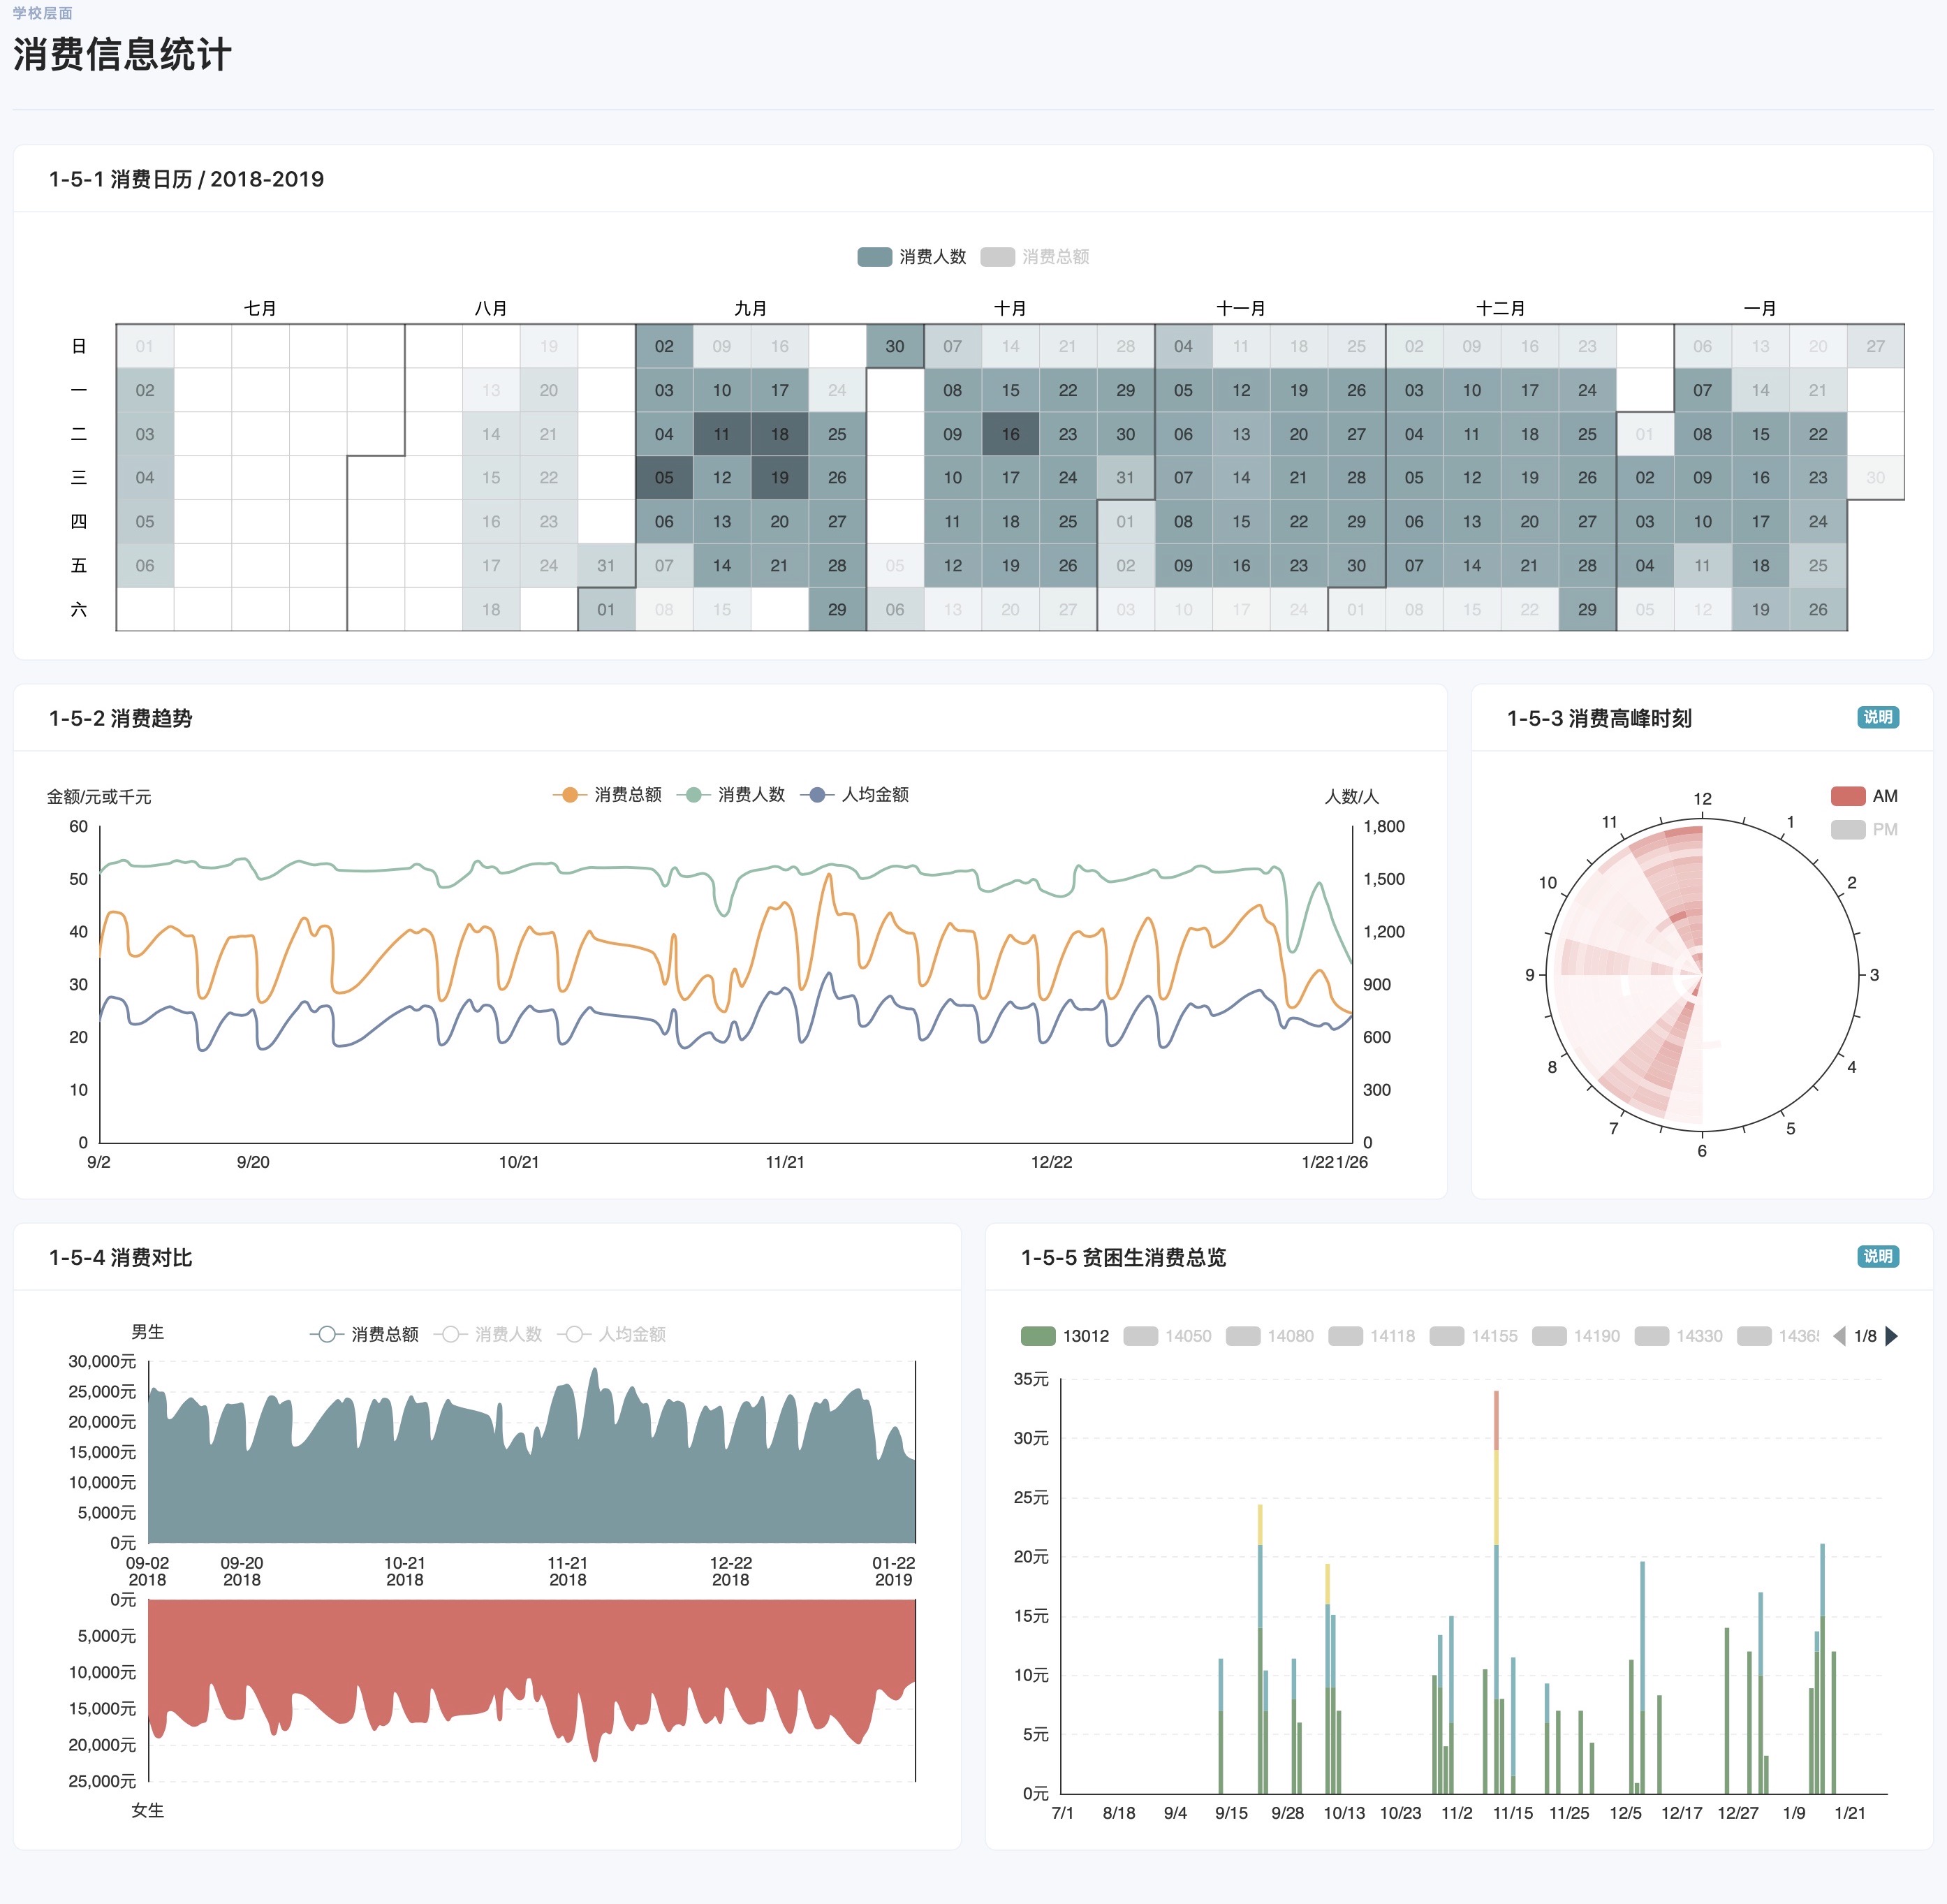 学校层面
消费信息统计
1-5-1 消费日历 / 2018-2019
消费人数 消费总额
七月 八月 九月 十月 十一月 十二月 一月
日 01 19 02 09 16 30 07 14 21 28 04 11 18 25 02 09 16 23 06 13 20 27
一 02 13 20 03 10 17 24 08 15 22 29 05 12 19 26 03 10 17 24 07 14 21
二 03 14 21 04 11 18 25 09 16 23 30 06 13 20 27 04 11 18 25 01 08 15 22
三 04 15 22 05 12 19 26 10 17 24 31 07 14 21 28 05 12 19 26 02 09 16 23 30
四 05 16 23 06 13 20 27 11 18 25 01 08 15 22 29 06 13 20 27 03 10 17 24
五 06 17 24 31 07 14 21 28 05 12 19 26 02 09 16 23 30 07 14 21 28 04 11 18 25
六 18 01 08 15 29 06 13 20 27 03 10 17 24 01 08 15 22 29 05 12 19 26
1-5-2 消费趋势
金额/元或千元 消费总额 消费人数 人均金额 人数/人
60 1,800
50 1,500
40 1,200
30 900
20 600
10 300
0 0
9/2 9/20 10/21 11/21 12/22 1/22 1/26
1-5-3 消费高峰时刻 说明
AM
PM
12
11 1
10 2
9 3
8 4
7 5
6
1-5-4 消费对比
男生 消费总额 消费人数 人均金额
30,000元
25,000元
20,000元
15,000元
10,000元
5,000元
0元
09-02 09-20 10-21 11-21 12-22 01-22
2018 2018 2018 2018 2018 2019
0元
5,000元
10,000元
15,000元
20,000元
25,000元
女生
1-5-5 贫困生消费总览 说明
13012 14050 14080 14118 14155 14190 14330 1436 1/8
35元
30元
25元
20元
15元
10元
5元
0元
7/1 8/18 9/4 9/15 9/28 10/13 10/23 11/2 11/15 11/25 12/5 12/17 12/27 1/9 1/21